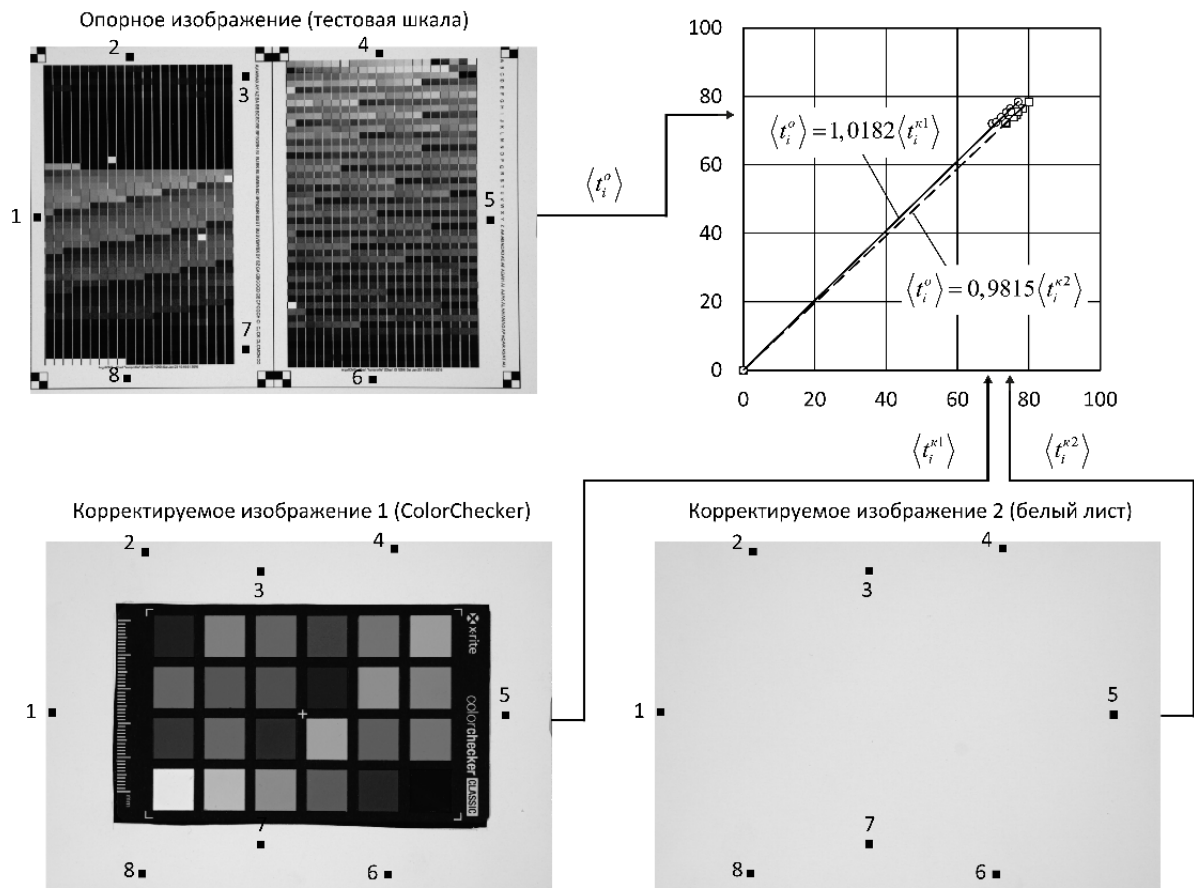 Опорное изображение (тестовая шкала)
2
4
3
1
5
7
8
6
⟨t_i^o⟩
100
80
60
40
20
0
0 20 40 60 80 100
⟨t_i^o⟩=1,0182⟨t_i^{к1}⟩
⟨t_i^o⟩=0,9815⟨t_i^{к2}⟩
⟨t_i^{к1}⟩
⟨t_i^{к2}⟩
Корректируемое изображение 1 (ColorChecker)
2
4
3
x-rite
1
5
colorchecker CLASSIC
7
8
6
Корректируемое изображение 2 (белый лист)
2
4
3
1
5
7
8
6